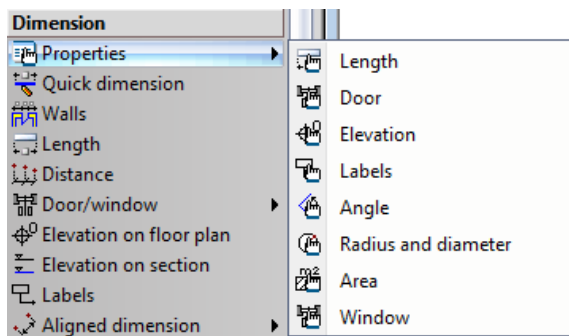 Dimension
Properties
Quick dimension
Walls
Length
Distance
Door/window
Elevation on floor plan
Elevation on section
Labels
Aligned dimension
Length
Door
Elevation
Labels
Angle
Radius and diameter
m2
Area
Window